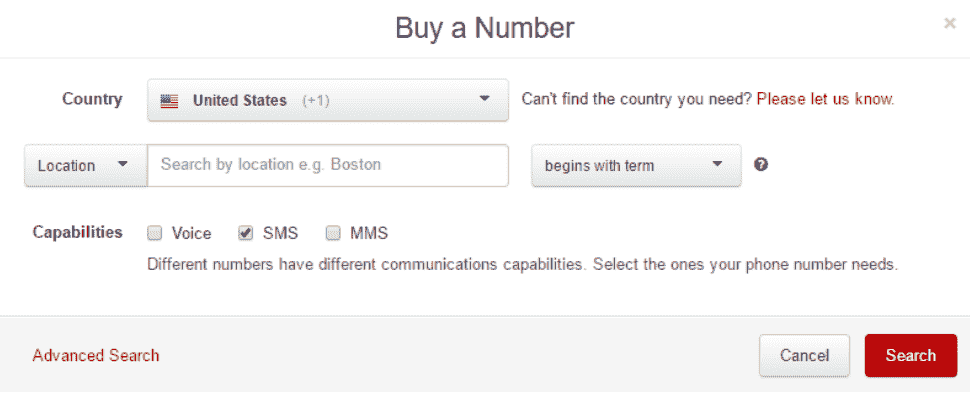 Buy a Number
×
Country United States (+1) Can't find the country you need? Please let us know.
Location Search by location e.g. Boston begins with term ?
Capabilities Voice SMS MMS
Different numbers have different communications capabilities. Select the ones your phone number needs.
Advanced Search Cancel Search